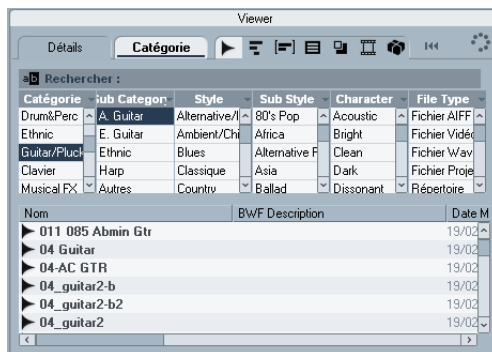 Viewer
Détails Catégorie
Rechercher :
Catégorie ub Categor Style Sub Style Character File Type
Drum&Perc A. Guitar Alternative/I 80's Pop Acoustic Fichier AIFF
Ethnic E. Guitar Ambient/Chi Africa Bright Fichier Vidéo
Guitar/Pluck Ethnic Blues Alternative F Clean Fichier Wav
Clavier Harp Classique Asia Dark Fichier Proje
Musical FX Autres Country Ballad Dissonant Répertoire
Nom BWF Description Date M
011 085 Abmin Gtr 19/02
04 Guitar 19/02
04-AC GTR 19/02
04_guitar2-b 19/02
04_guitar2-b2 19/02
04_guitar2 19/02